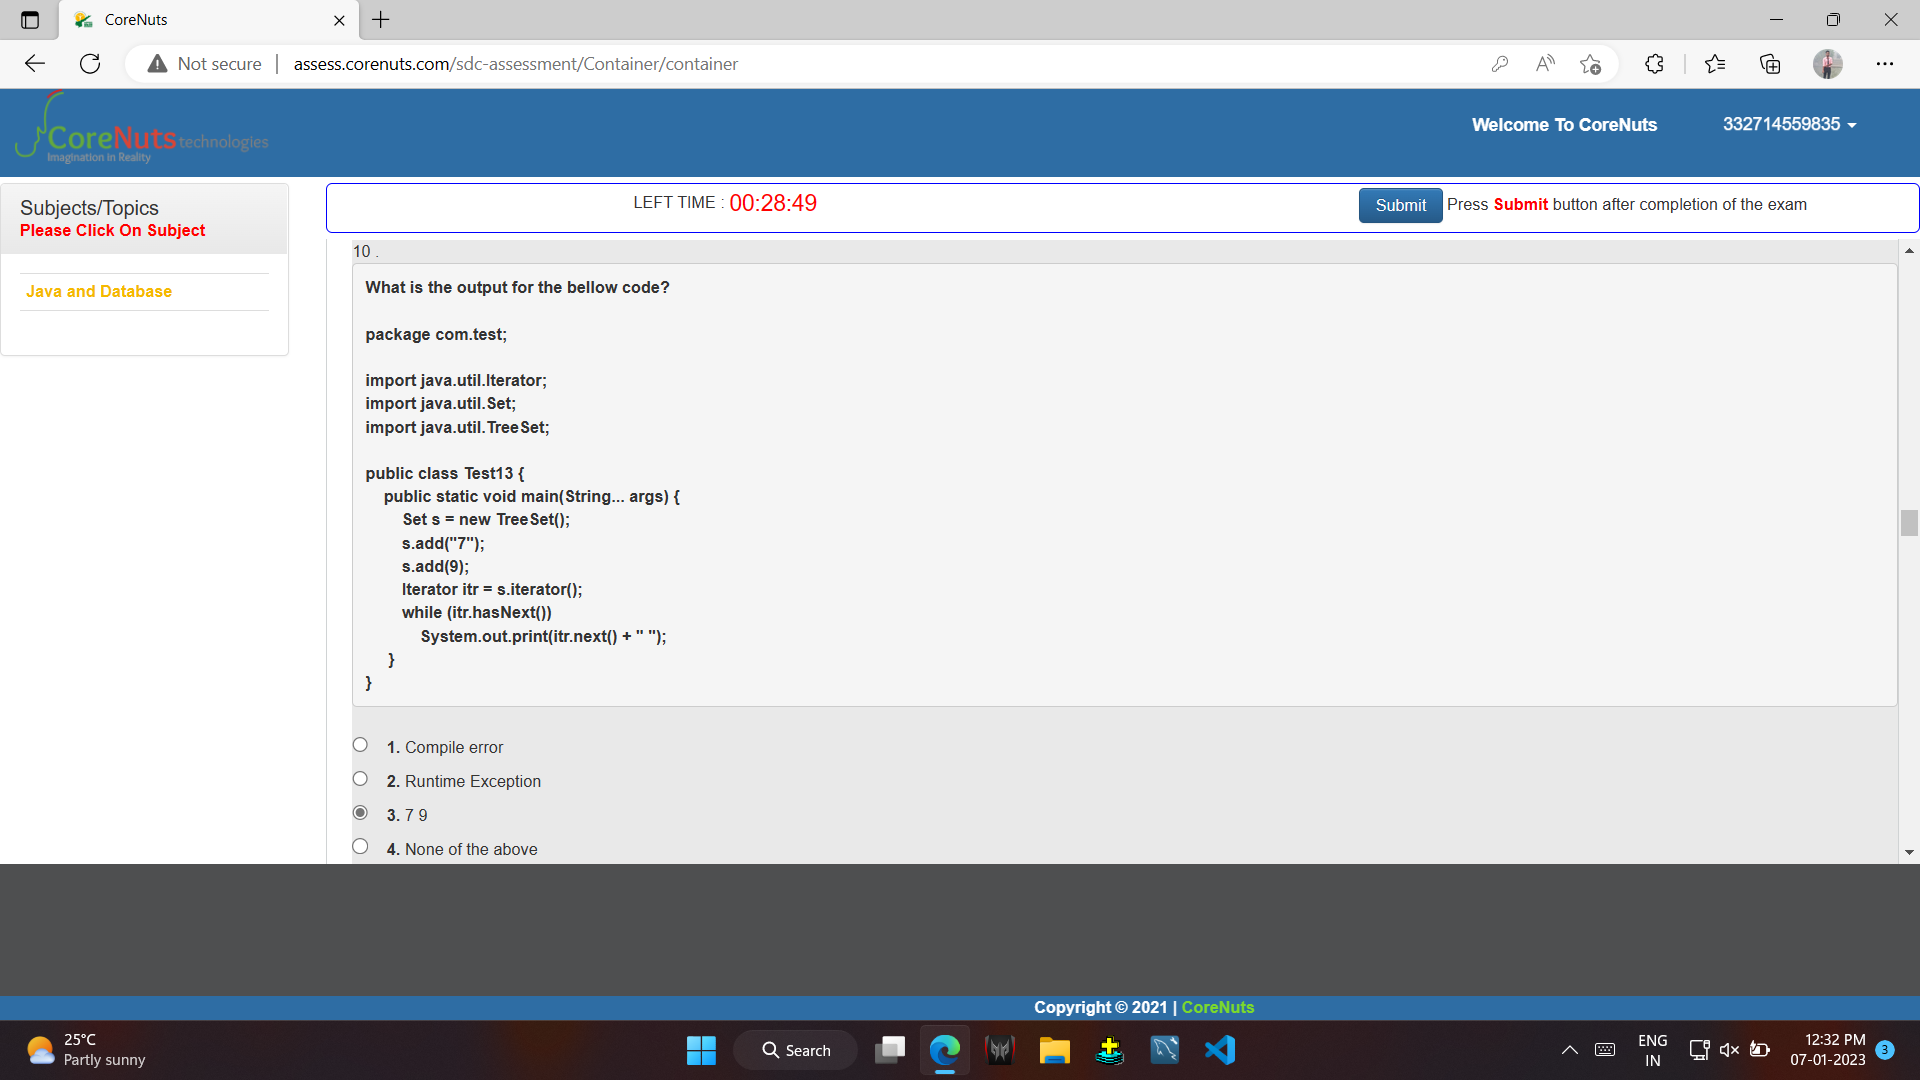 CoreNuts
Not secure
assess.corenuts.com/sdc-assessment/Container/container
CoreNuts technologies
Imagination in Reality
Welcome To CoreNuts
332714559835
Subjects/Topics
Please Click On Subject
Java and Database
LEFT TIME : 00:28:49
Submit Press Submit button after completion of the exam
10 .
What is the output for the bellow code?
package com.test;
import java.util.Iterator;
import java.util.Set;
import java.util.TreeSet;
public class Test13 {
public static void main(String... args) {
Set s = new TreeSet();
s.add("7");
s.add(9);
Iterator itr = s.iterator();
while (itr.hasNext())
System.out.print(itr.next() + " ");
}
}
1. Compile error
2. Runtime Exception
3. 7 9
4. None of the above
Copyright © 2021 | CoreNuts
25°C
Partly sunny
Search
ENG
IN
12:32 PM
07-01-2023
3